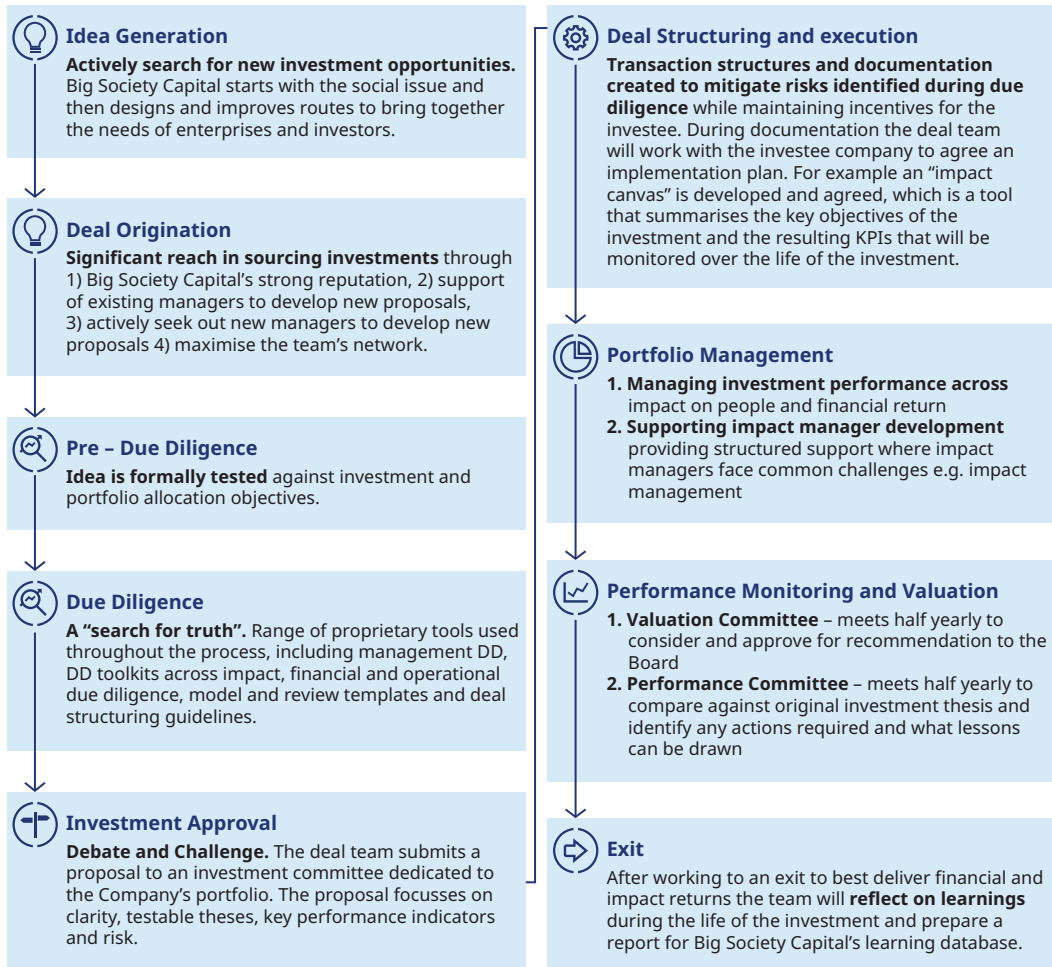 Idea Generation
Actively search for new investment opportunities.
Big Society Capital starts with the social issue and
then designs and improves routes to bring together
the needs of enterprises and investors.
Deal Origination
Significant reach in sourcing investments through
1) Big Society Capital’s strong reputation, 2) support
of existing managers to develop new proposals,
3) actively seek out new managers to develop new
proposals 4) maximise the team’s network.
Pre – Due Diligence
Idea is formally tested against investment and
portfolio allocation objectives.
Due Diligence
A “search for truth”. Range of proprietary tools used
throughout the process, including management DD,
DD toolkits across impact, financial and operational
due diligence, model and review templates and deal
structuring guidelines.
Investment Approval
Debate and Challenge. The deal team submits a
proposal to an investment committee dedicated to
the Company’s portfolio. The proposal focusses on
clarity, testable theses, key performance indicators
and risk.
Deal Structuring and execution
Transaction structures and documentation
created to mitigate risks identified during due
diligence while maintaining incentives for the
investee. During documentation the deal team
will work with the investee company to agree an
implementation plan. For example an “impact
canvas” is developed and agreed, which is a tool
that summarises the key objectives of the
investment and the resulting KPIs that will be
monitored over the life of the investment.
Portfolio Management
1. Managing investment performance across
impact on people and financial return
2. Supporting impact manager development
providing structured support where impact
managers face common challenges e.g. impact
management
Performance Monitoring and Valuation
1. Valuation Committee – meets half yearly to
consider and approve for recommendation to the
Board
2. Performance Committee – meets half yearly to
compare against original investment thesis and
identify any actions required and what lessons
can be drawn
Exit
After working to an exit to best deliver financial and
impact returns the team will reflect on learnings
during the life of the investment and prepare a
report for Big Society Capital’s learning database.